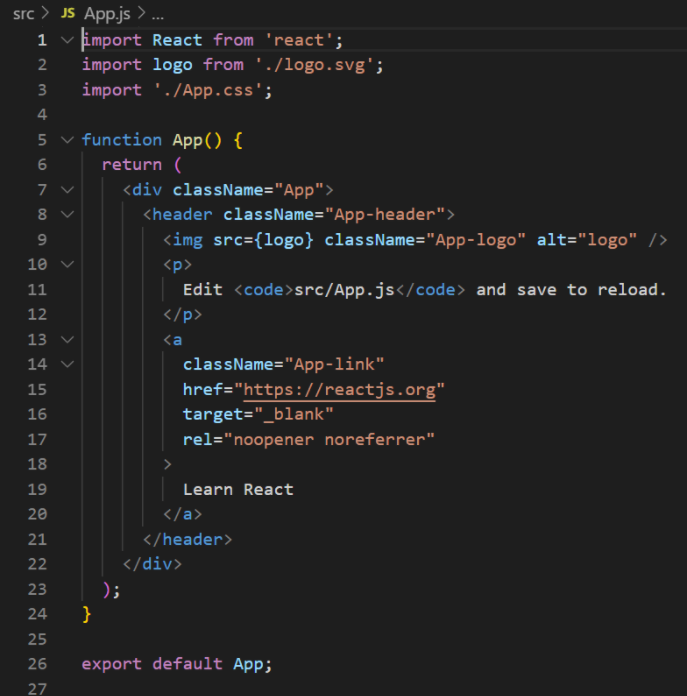 src > JS App.js > ...
1 import React from 'react';
2 import logo from './logo.svg';
3 import './App.css';
4
5 function App() {
6   return (
7     <div className="App">
8       <header className="App-header">
9         <img src={logo} className="App-logo" alt="logo" />
10         <p>
11           Edit <code>src/App.js</code> and save to reload.
12         </p>
13         <a
14           className="App-link"
15           href="https://reactjs.org"
16           target="_blank"
17           rel="noopener noreferrer"
18         >
19           Learn React
20         </a>
21       </header>
22     </div>
23   );
24 }
25
26 export default App;
27